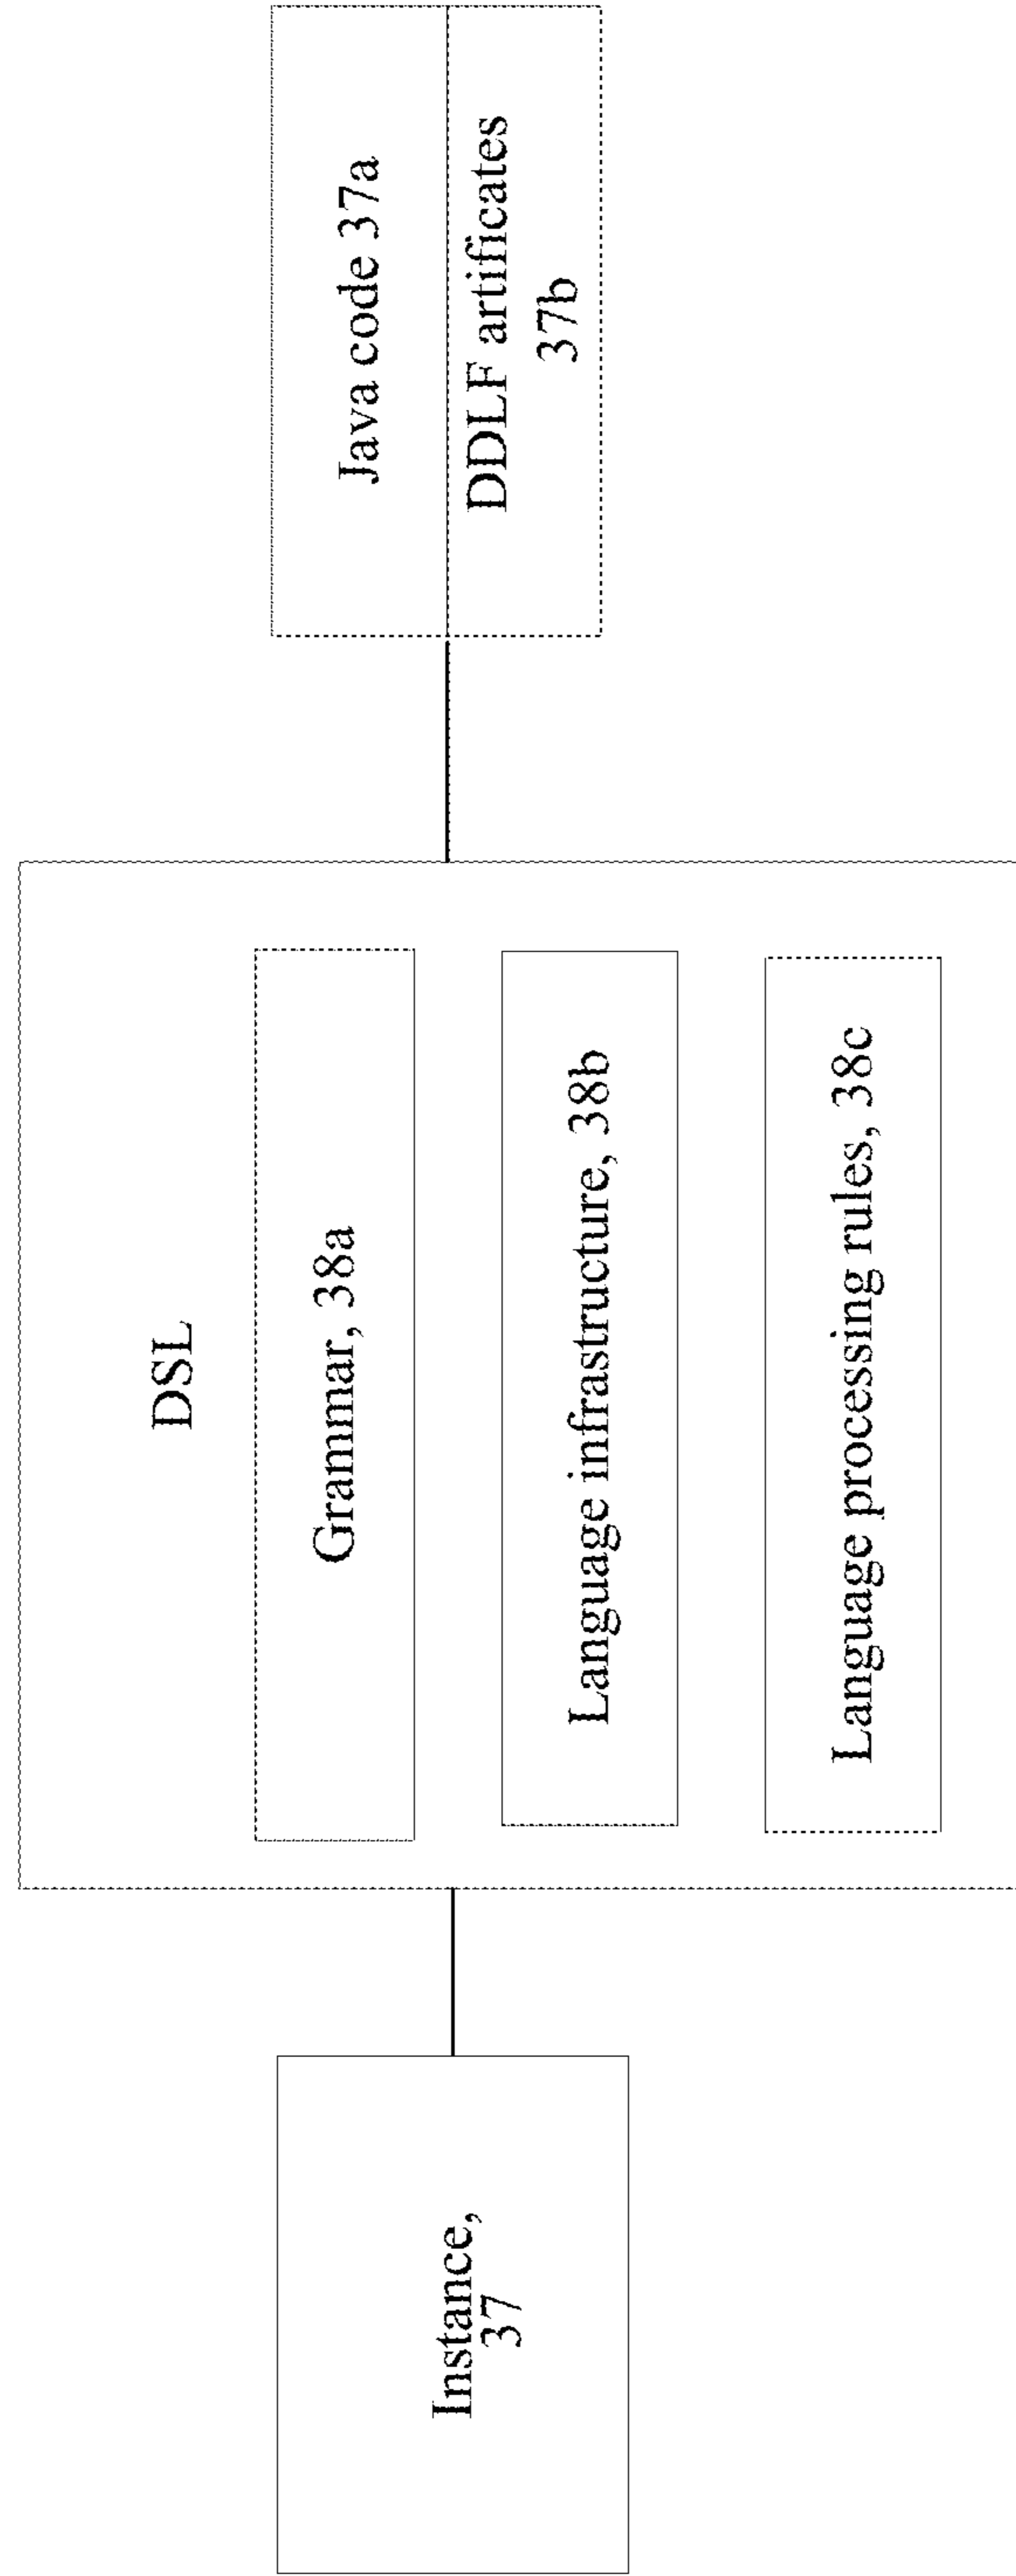 Instance,
37
DSL
Grammar, 38a
Language infrastructure, 38b
Language processing rules, 38c
Java code 37a
DDLF artificates
37b